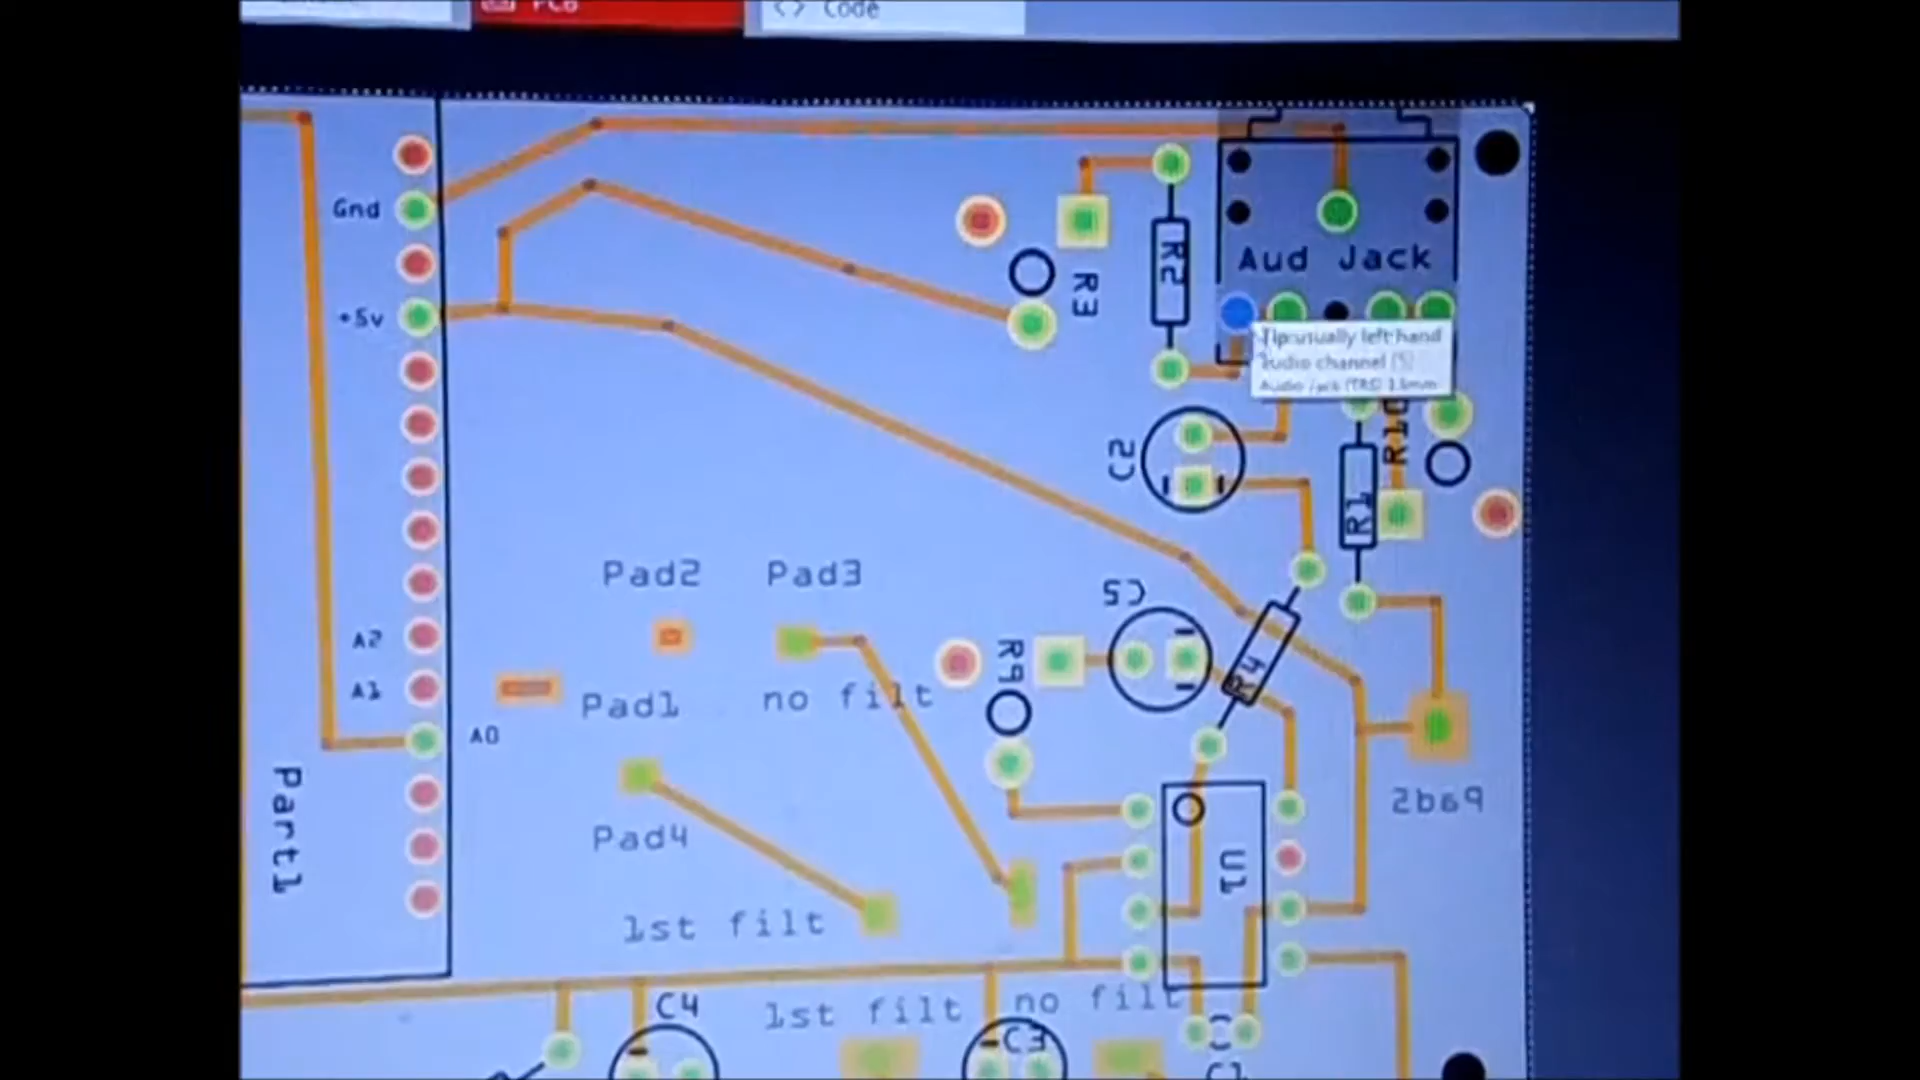 PCB
<> Code
Gnd
+5v
R3
R2
Aud Jack
Tip usually left hand
audio channel (S)
Audio jack (TRS) 3.5mm
C2
R10
R1
Pad2
Pad3
C5
R4
R9
A2
A1
Pad1
no filt
A0
Part1
Pad4
1st filt
U1
Pad5
C4
1st filt
no filt
C3